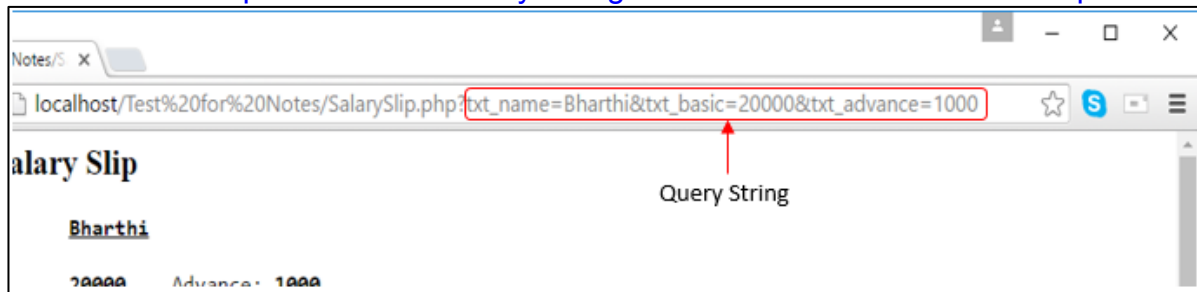 Notes/S
localhost/Test%20for%20Notes/SalarySlip.php?txt_name=Bharthi&txt_basic=20000&txt_advance=1000
alary Slip
Query String
Bharthi
20000 Advance: 1000